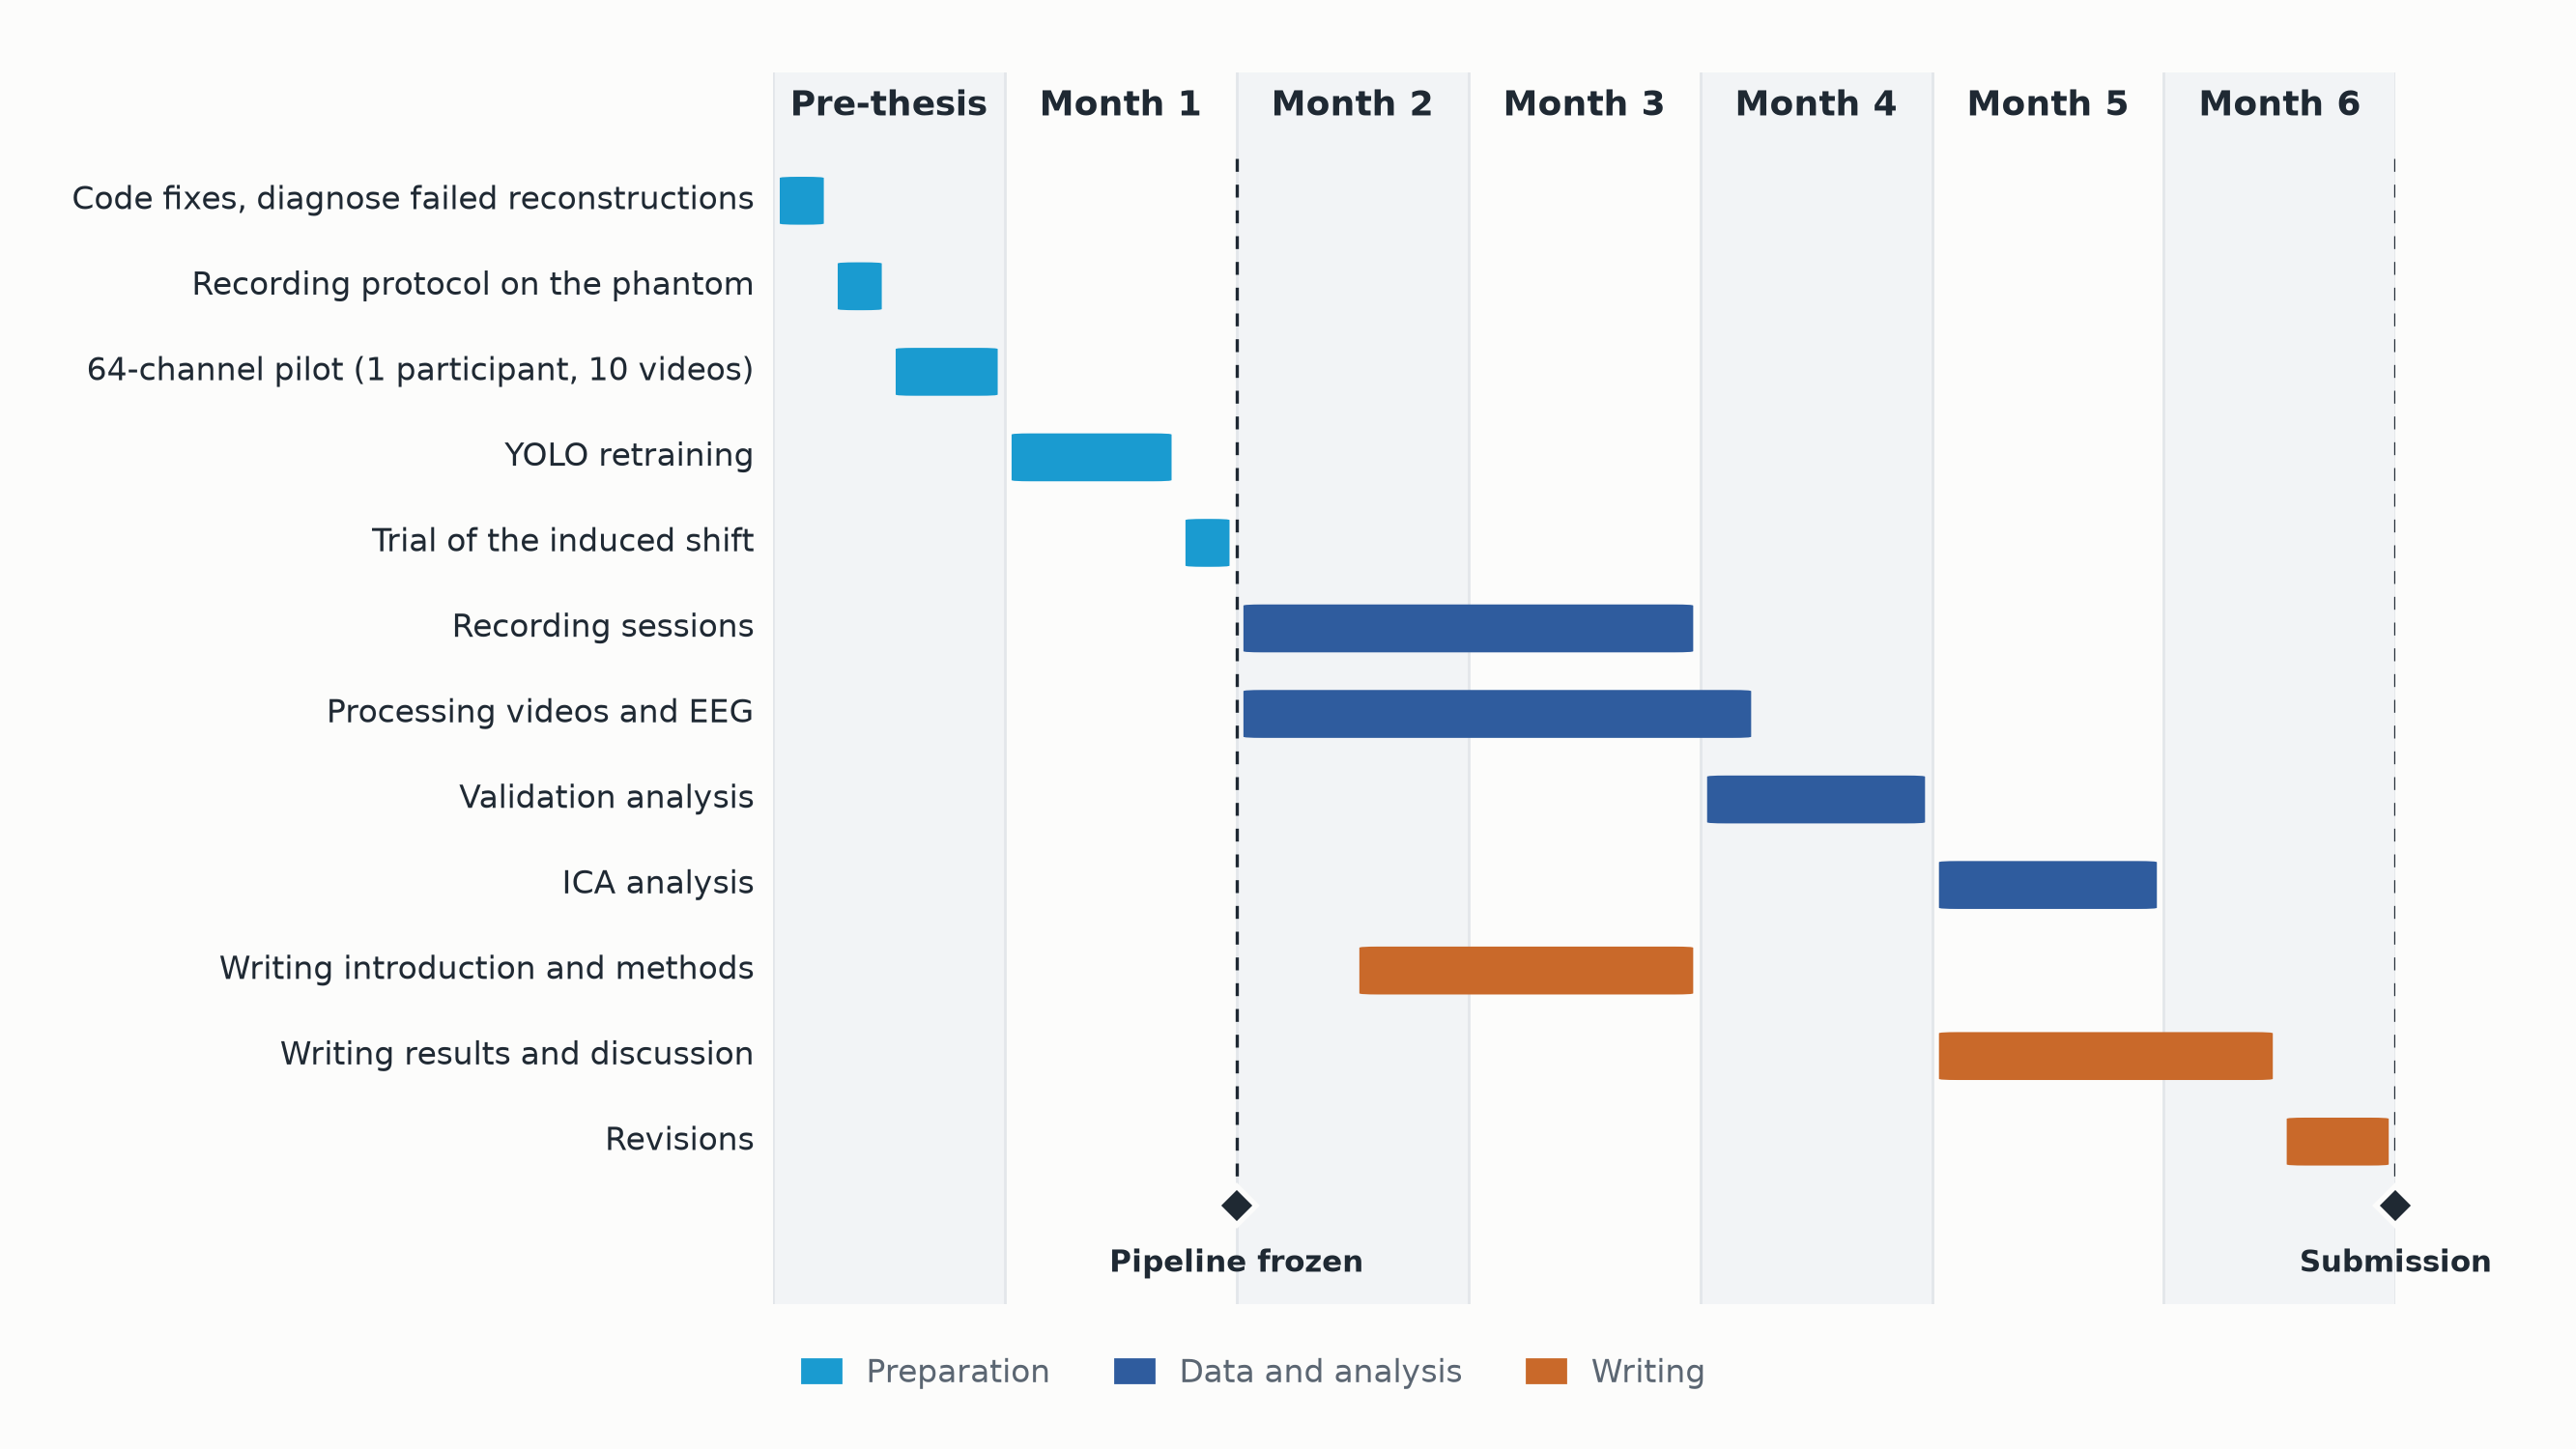 Pre-thesis Month 1 Month 2 Month 3 Month 4 Month 5 Month 6
Code fixes, diagnose failed reconstructions
Recording protocol on the phantom
64-channel pilot (1 participant, 10 videos)
YOLO retraining
Trial of the induced shift
Recording sessions
Processing videos and EEG
Validation analysis
ICA analysis
Writing introduction and methods
Writing results and discussion
Revisions
Pipeline frozen Submission
Preparation Data and analysis Writing